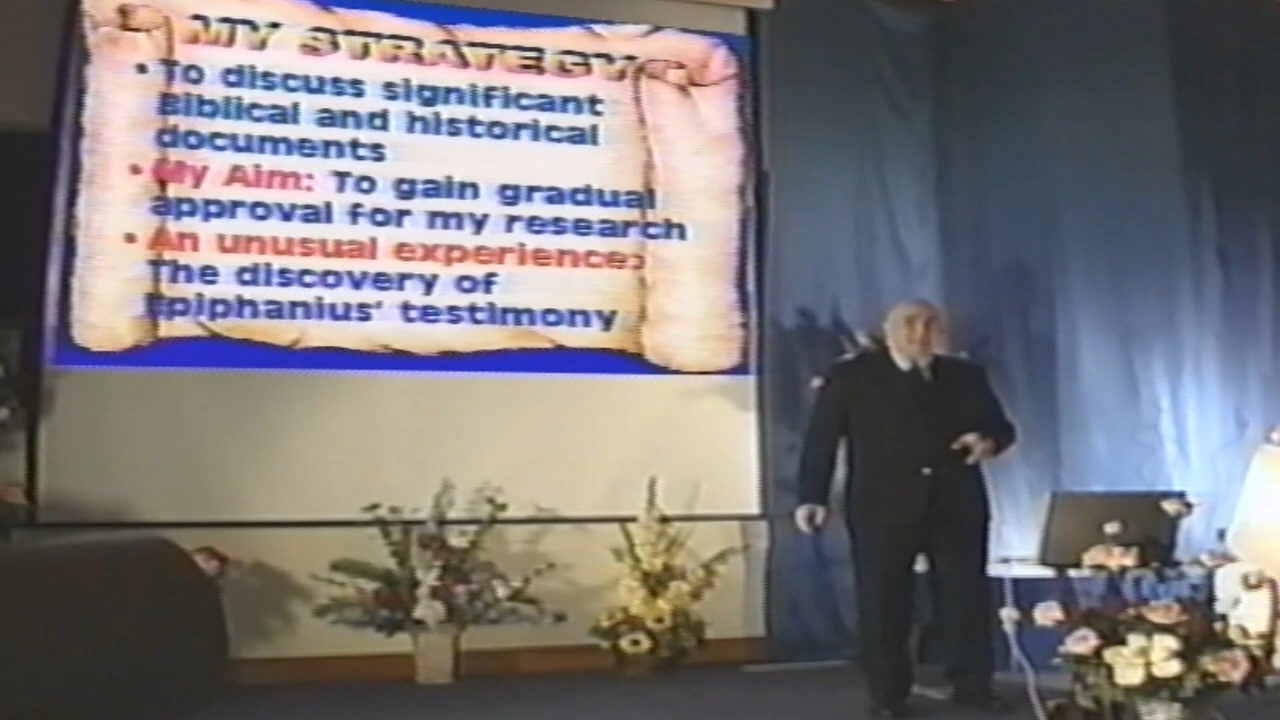 MY STRATEGY
• To discuss significant
Biblical and historical
documents
• My Aim: To gain gradual
approval for my research
• An unusual experience:
The discovery of
Epiphanius' testimony